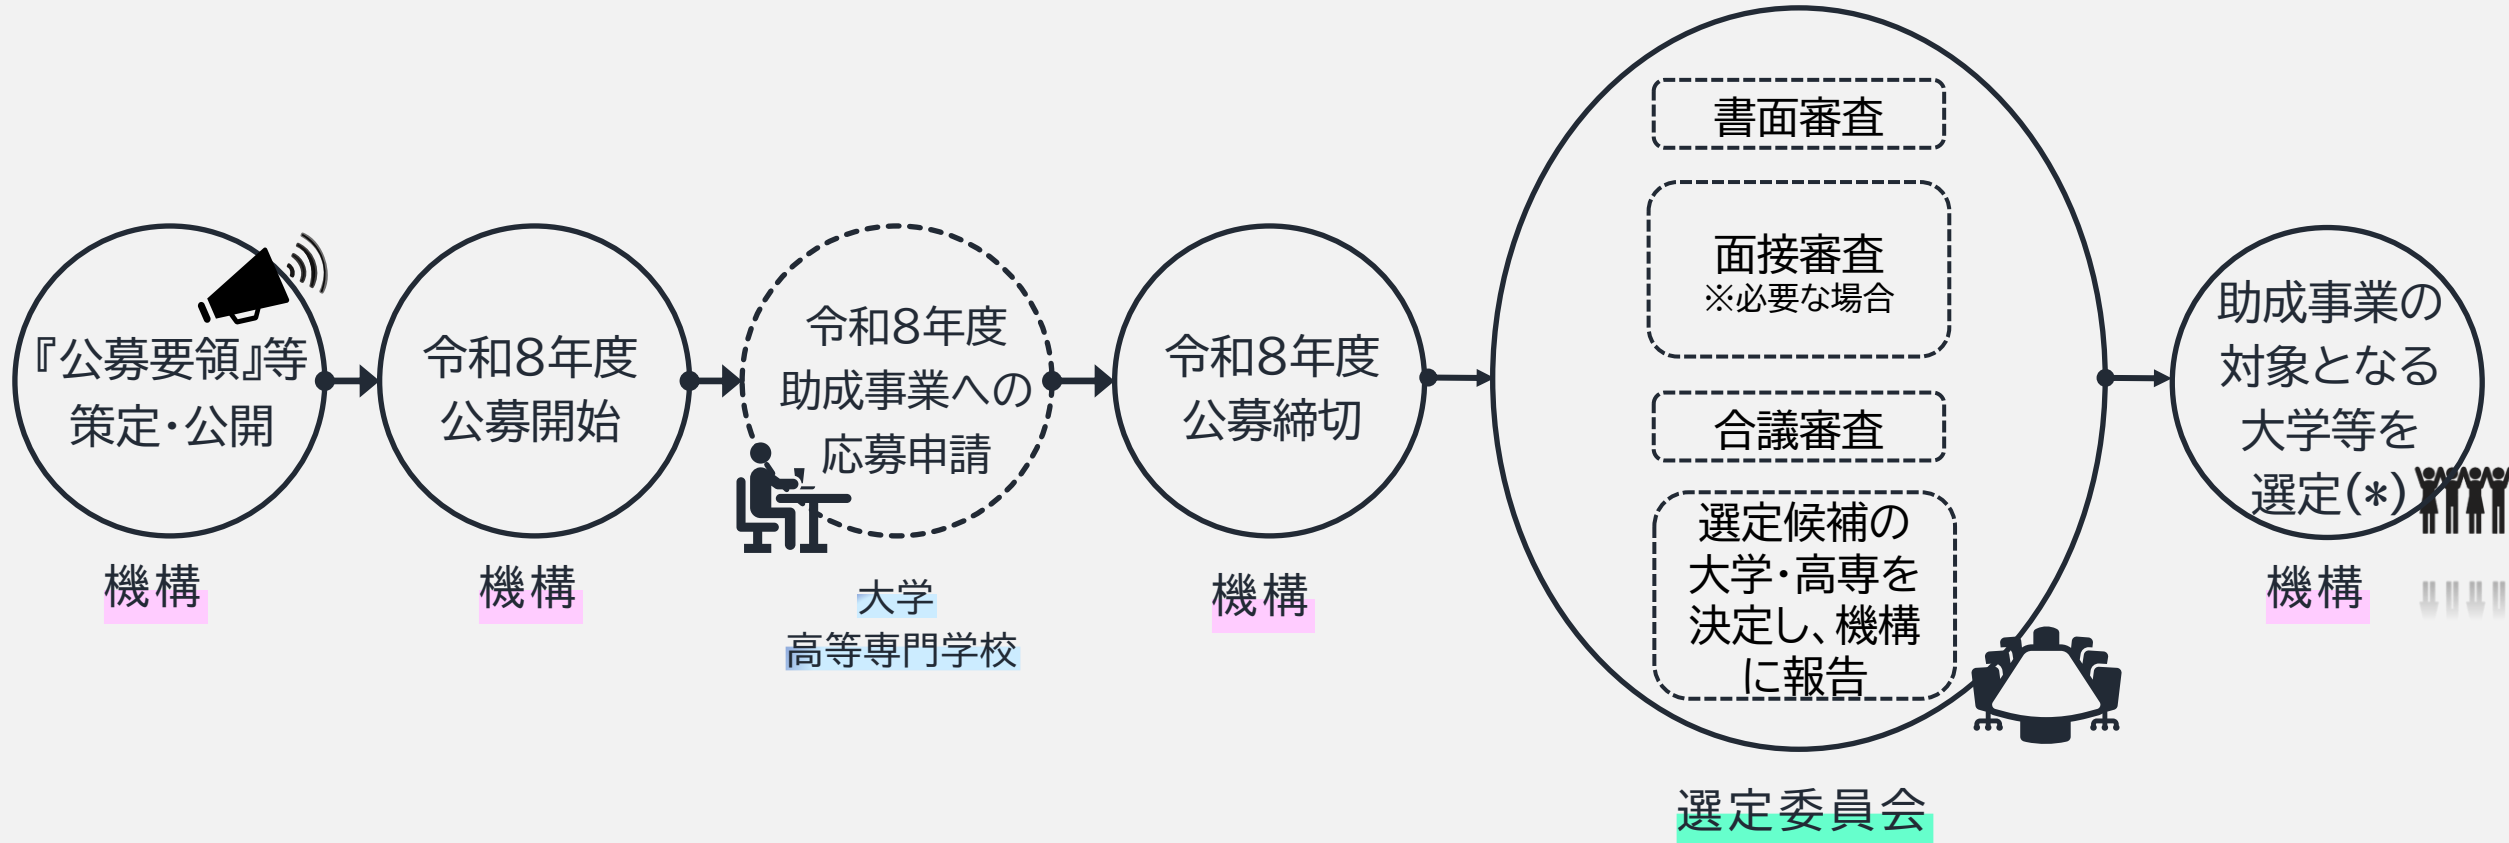 『公募要領』等
策定･公開
機構
令和8年度
公募開始
機構
令和8年度
助成事業への
応募申請
大学
高等専門学校
令和8年度
公募締切
機構
書面審査
面接審査
※必要な場合
合議審査
選定候補の
大学･高専を
決定し、機構
に報告
選定委員会
助成事業の
対象となる
大学等を
選定(*)
機構